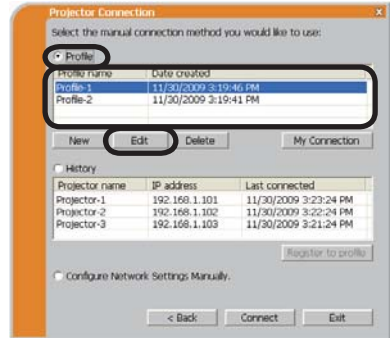 Projector Connection
X
Select the manual connection method you would like to use:
Profile
Profile name Date created
Profile-1 11/30/2009 3:19:46 PM
Profile-2 11/30/2009 3:19:41 PM
New Edit Delete My Connection
History
Projector name IP address Last connected
Projector-1 192.168.1.101 11/30/2009 3:23:24 PM
Projector-2 192.168.1.102 11/30/2009 3:22:24 PM
Projector-3 192.168.1.103 11/30/2009 3:21:24 PM
Register to profile
Configure Network Settings Manually.
< Back Connect Exit